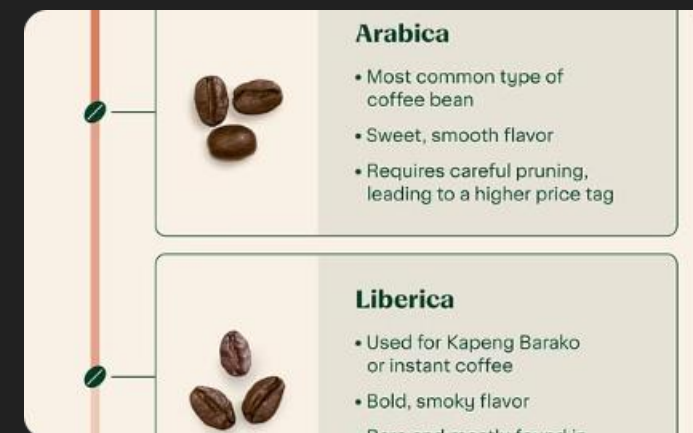 Arabica
• Most common type of
coffee bean
• Sweet, smooth flavor
• Requires careful pruning,
leading to a higher price tag
Liberica
• Used for Kapeng Barako
or instant coffee
• Bold, smoky flavor